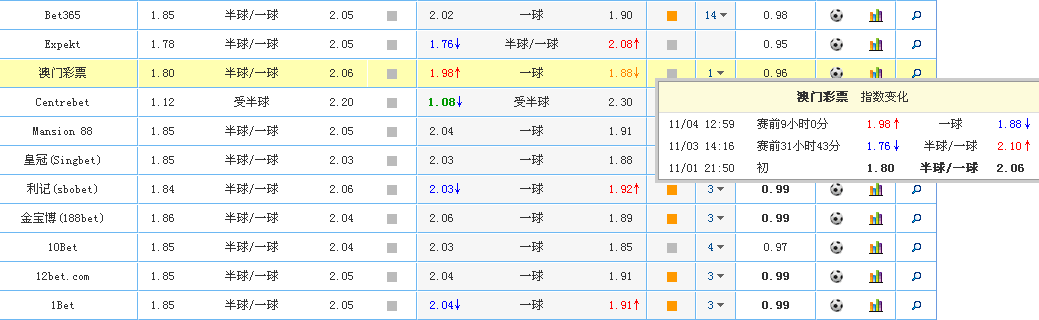 Bet365 1.85 半球/一球 2.05 2.02 一球 1.90 14 0.98
Expekt 1.78 半球/一球 2.05 1.76↓ 半球/一球 2.08↑ 0.95
澳门彩票 1.80 半球/一球 2.06 1.98↑ 一球 1.88↓ 1 0.96
Centrebet 1.12 受半球 2.20 1.08↓ 受半球 2.30
澳门彩票 指数变化
11/04 12:59 赛前9小时0分 1.98↑ 一球 1.88↓
11/03 14:16 赛前31小时43分 1.76↓ 半球/一球 2.10↑
11/01 21:50 初 1.80 半球/一球 2.06
Mansion 88 1.85 半球/一球 2.05 2.04 一球 1.91
皇冠(Singbet) 1.85 半球/一球 2.05 2.03 一球 1.88
利记(sbobet) 1.84 半球/一球 2.06 2.03↓ 一球 1.92↑ 3 0.99
金宝博(188bet) 1.86 半球/一球 2.04 2.06 一球 1.89 3 0.99
10Bet 1.85 半球/一球 2.04 2.03 一球 1.85 4 0.97
12bet.com 1.85 半球/一球 2.05 2.04 一球 1.91 3 0.99
1Bet 1.85 半球/一球 2.05 2.04↓ 一球 1.91↑ 3 0.99